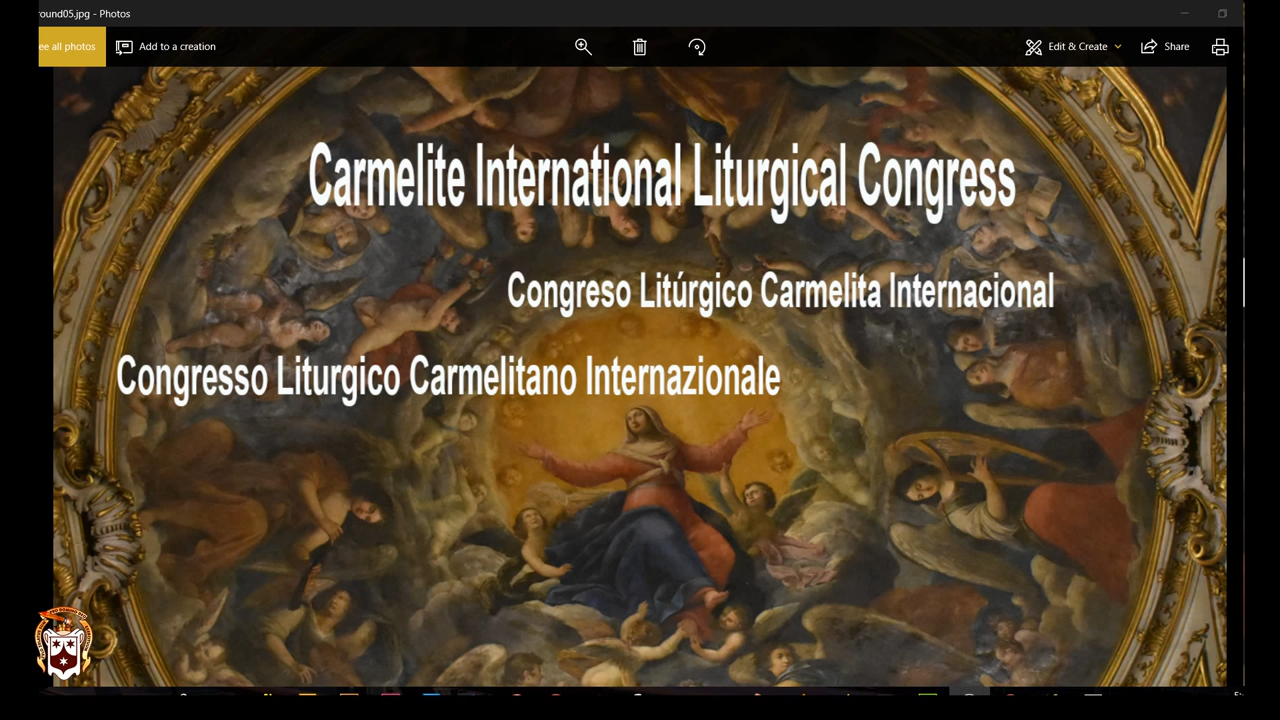 round05.jpg - Photos
ee all photos
Add to a creation
Edit & Create
Share
Carmelite International Liturgical Congress
Congreso Litúrgico Carmelita Internacional
Congresso Liturgico Carmelitano Internazionale